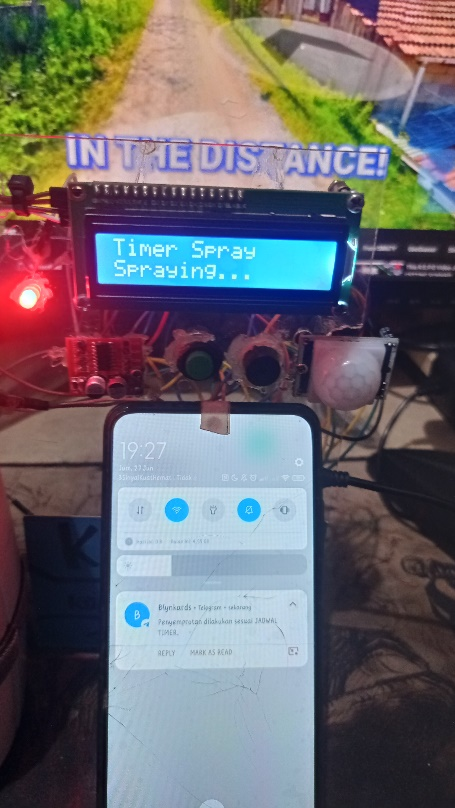 IN THE DISTANCE!
Timer Spray
Spraying...
19:27
Blynkards • Telegram • sekarang
Penyemprotan dilakukan sesuai JADWAL
TIMER.
REPLY
MARK AS READ
B